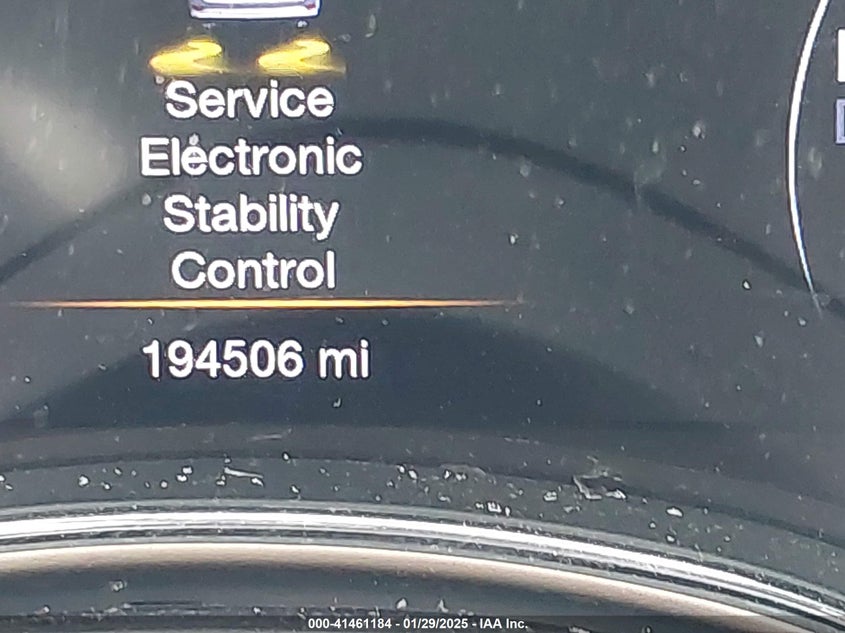 Service
Electronic
Stability
Control
194506 mi
000-41461184 - 01/29/2025 - IAA Inc.